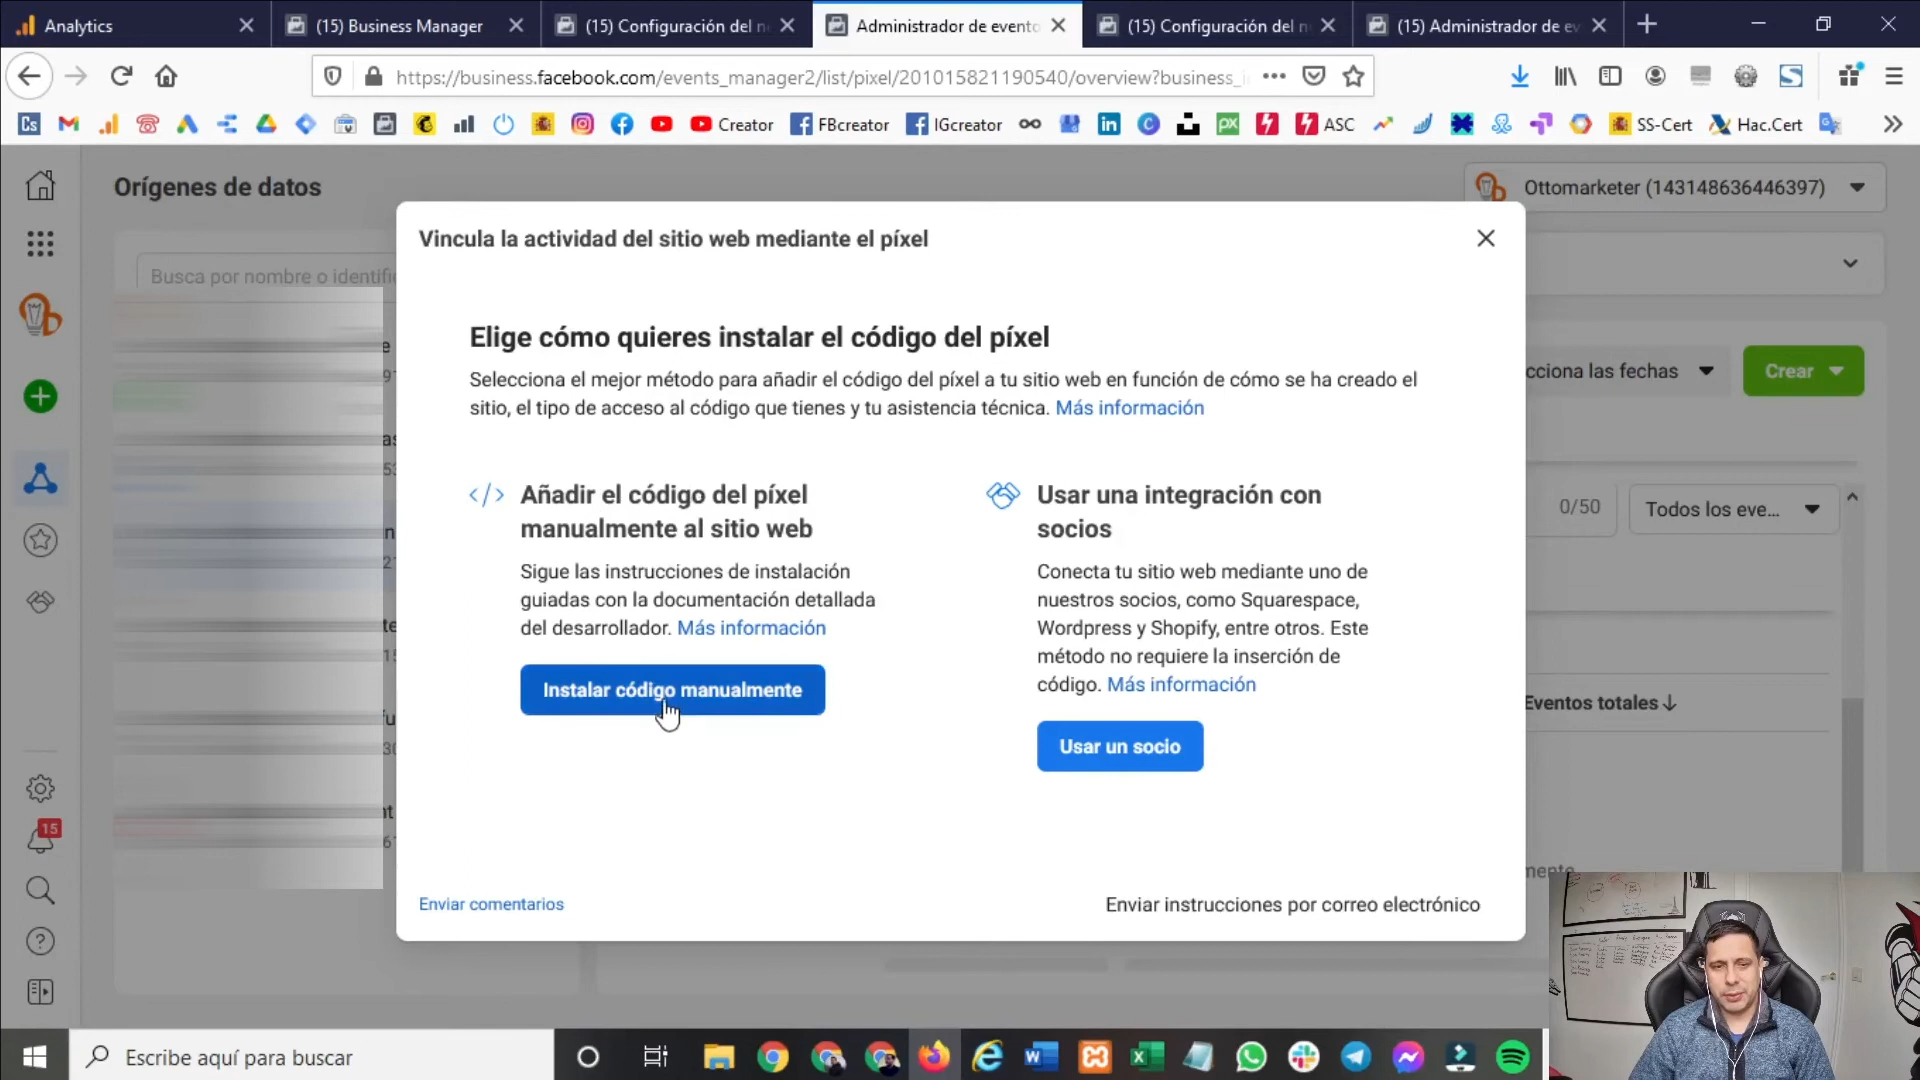 Analytics
(15) Business Manager
(15) Configuración del n
Administrador de evento
(15) Configuración del n
(15) Administrador de ev
https://business.facebook.com/events_manager2/list/pixel/201015821190540/overview?business_i
Cs
Creator
FBcreator
IGcreator
in
px
ASC
SS-Cert
Hac.Cert
Orígenes de datos
Ottomarketer (143148636446397)
Busca por nombre o identifi
Vincula la actividad del sitio web mediante el píxel
Elige cómo quieres instalar el código del píxel
Selecciona el mejor método para añadir el código del píxel a tu sitio web en función de cómo se ha creado el
sitio, el tipo de acceso al código que tienes y tu asistencia técnica. Más información
cciona las fechas
Crear
</> Añadir el código del píxel
manualmente al sitio web
Sigue las instrucciones de instalación
guiadas con la documentación detallada
del desarrollador. Más información
Instalar código manualmente
Usar una integración con
socios
Conecta tu sitio web mediante uno de
nuestros socios, como Squarespace,
Wordpress y Shopify, entre otros. Este
método no requiere la inserción de
código. Más información
Usar un socio
0/50
Todos los eve...
Eventos totales
mente
15
Enviar comentarios
Enviar instrucciones por correo electrónico
Escribe aquí para buscar